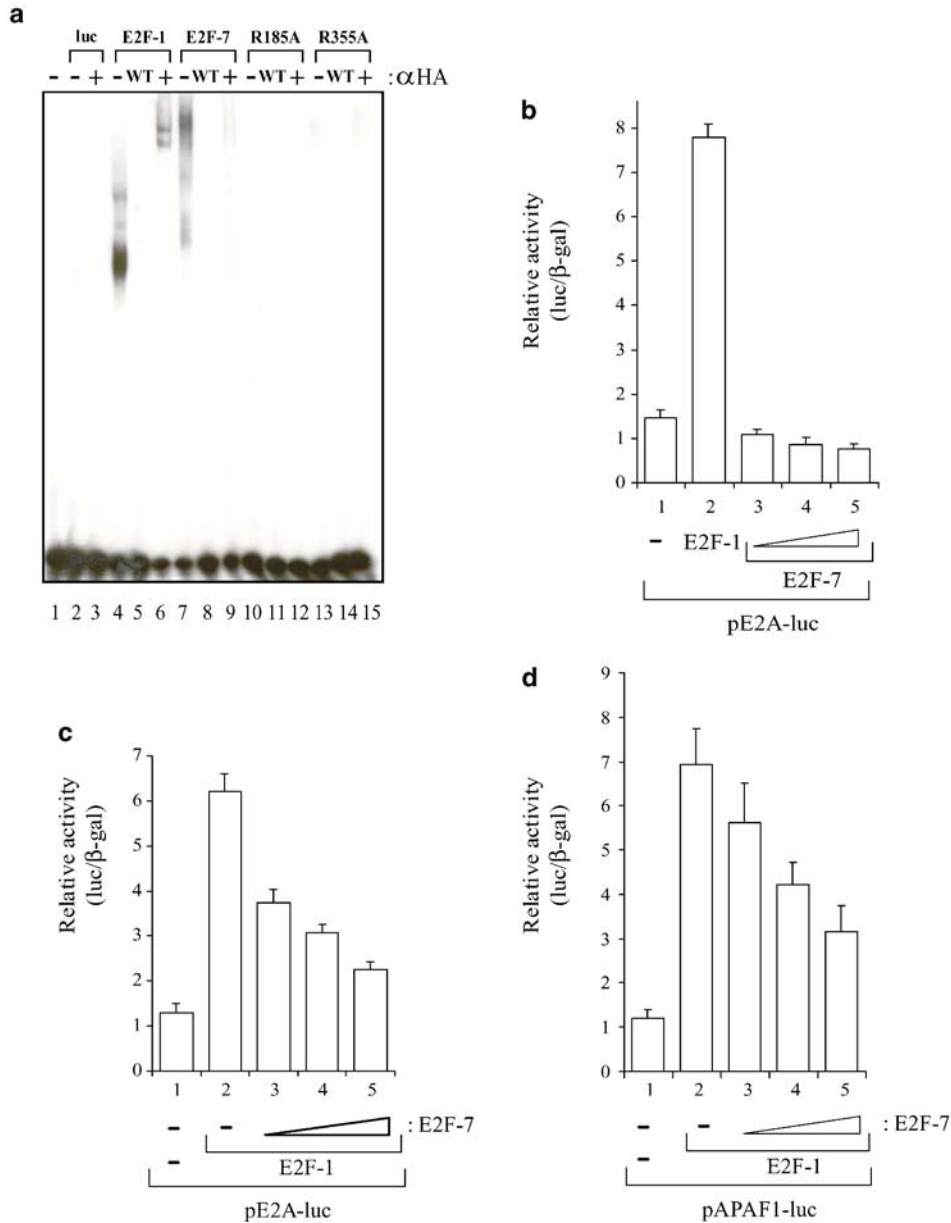 a
luc E2F-1 E2F-7 R185A R355A
- - + - WT + - WT + - WT + - WT + : αHA
1 2 3 4 5 6 7 8 9 10 11 12 13 14 15
b
Relative activity
(luc/β-gal)
8
7
6
5
4
3
2
1
0
1 2 3 4 5
- E2F-1
E2F-7
pE2A-luc
c
Relative activity
(luc/β-gal)
7
6
5
4
3
2
1
0
1 2 3 4 5
- - : E2F-7
- E2F-1
pE2A-luc
d
Relative activity
(luc/β-gal)
9
8
7
6
5
4
3
2
1
0
1 2 3 4 5
- - : E2F-7
- E2F-1
pAPAF1-luc